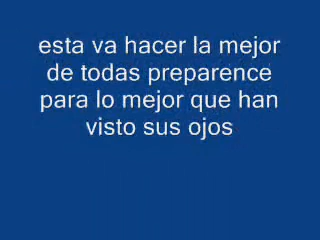 esta va hacer la mejor
de todas preparence
para lo mejor que han
visto sus ojos